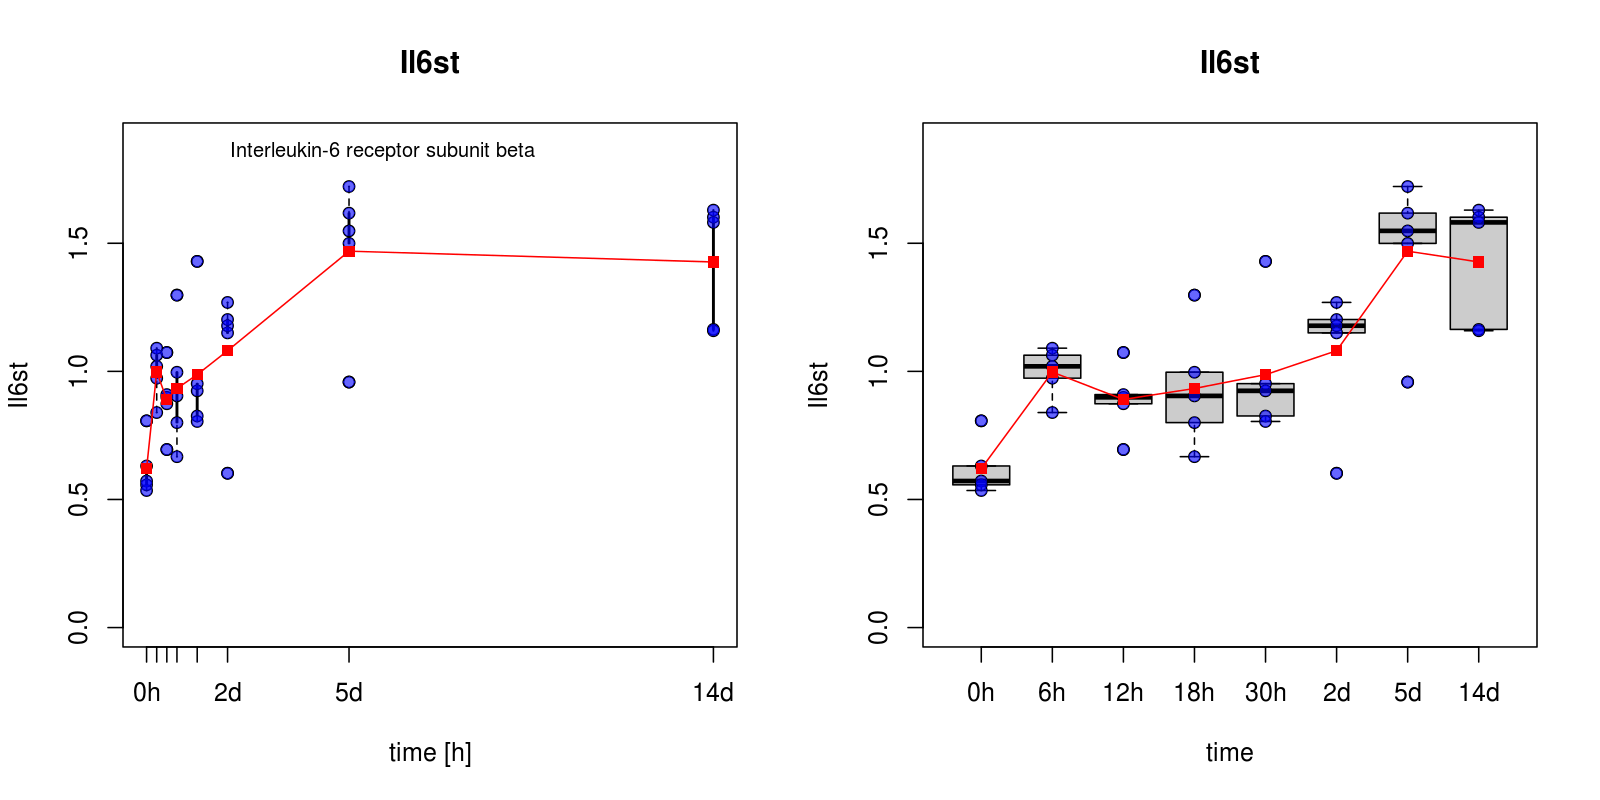 Il6st
Interleukin-6 receptor subunit beta
Il6st
0.0
0.5
1.0
1.5
0h
2d
5d
14d
time [h]
Il6st
Il6st
0.0
0.5
1.0
1.5
0h
6h
12h
18h
30h
2d
5d
14d
time